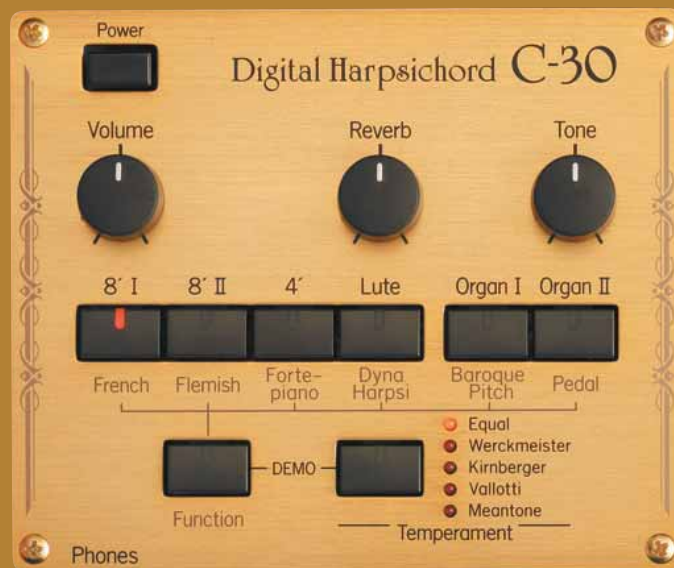 Power
Digital Harpsichord C-30
Volume
Reverb
Tone
8´ I
8´ II
4´
Lute
Organ I
Organ II
French
Flemish
Forte-
piano
Dyna
Harpsi
Baroque
Pitch
Pedal
Equal
Werckmeister
Kirnberger
Vallotti
Meantone
DEMO
Function
Temperament
Phones